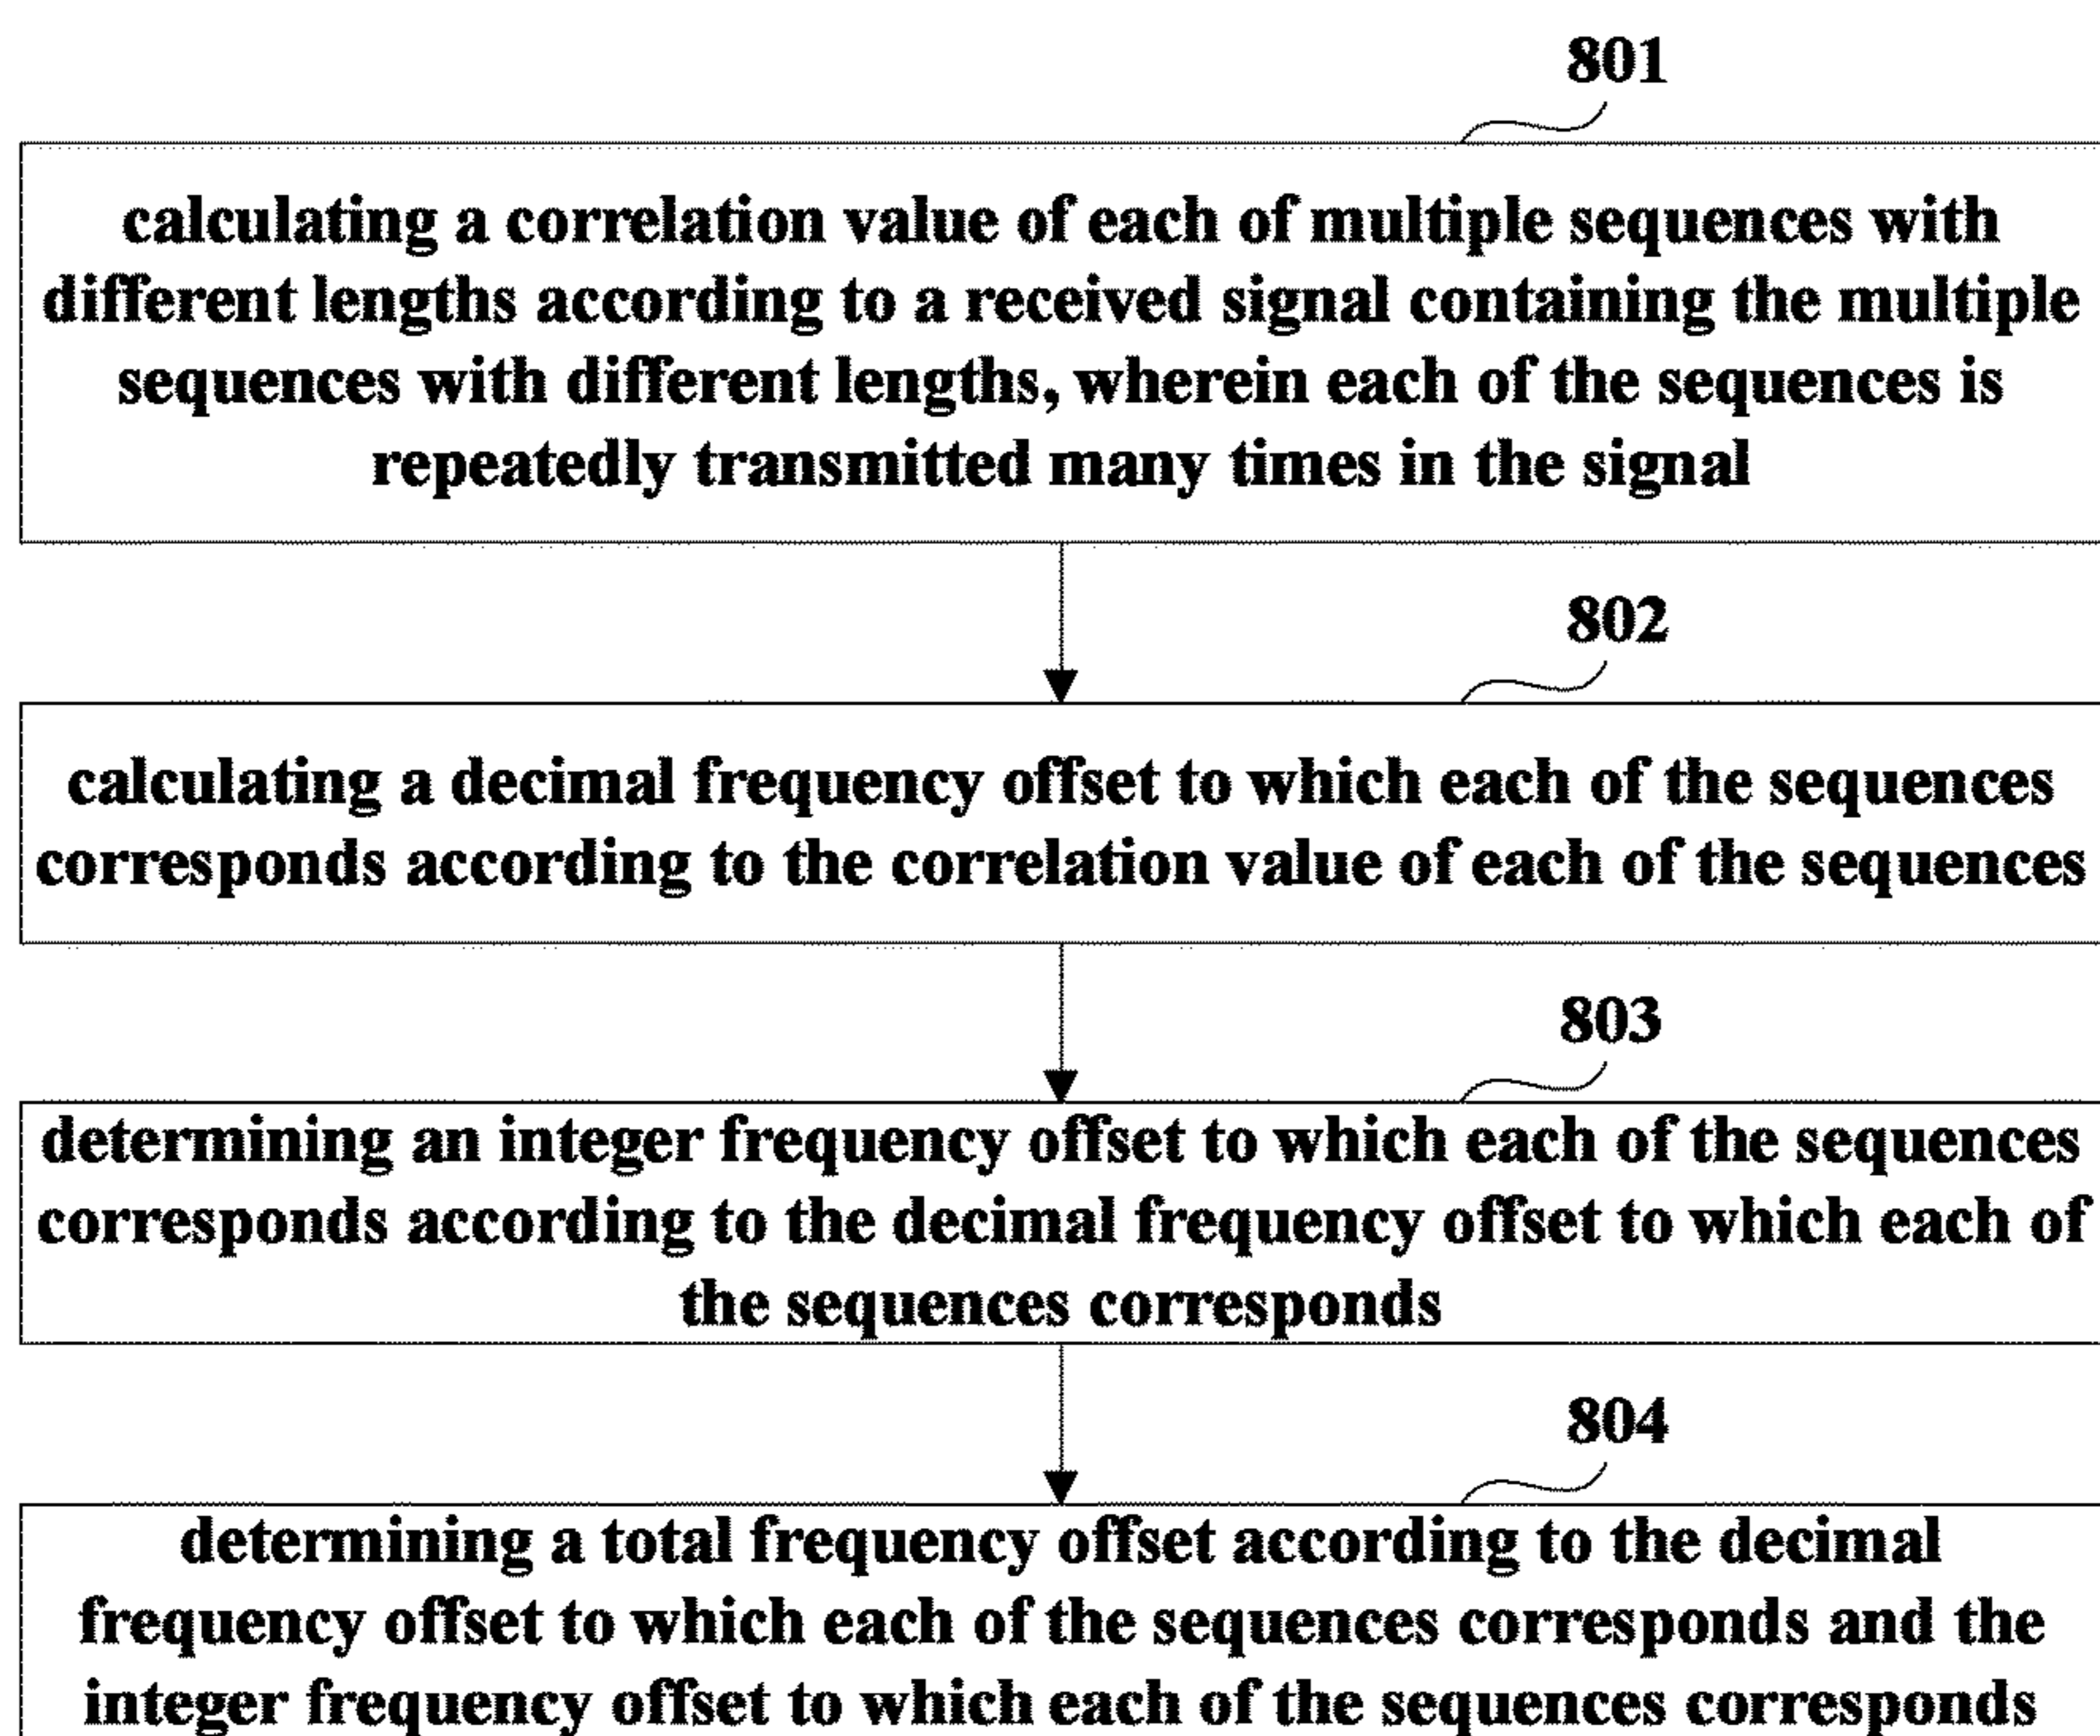 801
calculating a correlation value of each of multiple sequences with
different lengths according to a received signal containing the multiple
sequences with different lengths, wherein each of the sequences is
repeatedly transmitted many times in the signal
802
calculating a decimal frequency offset to which each of the sequences
corresponds according to the correlation value of each of the sequences
803
determining an integer frequency offset to which each of the sequences
corresponds according to the decimal frequency offset to which each of
the sequences corresponds
804
determining a total frequency offset according to the decimal
frequency offset to which each of the sequences corresponds and the
integer frequency offset to which each of the sequences corresponds